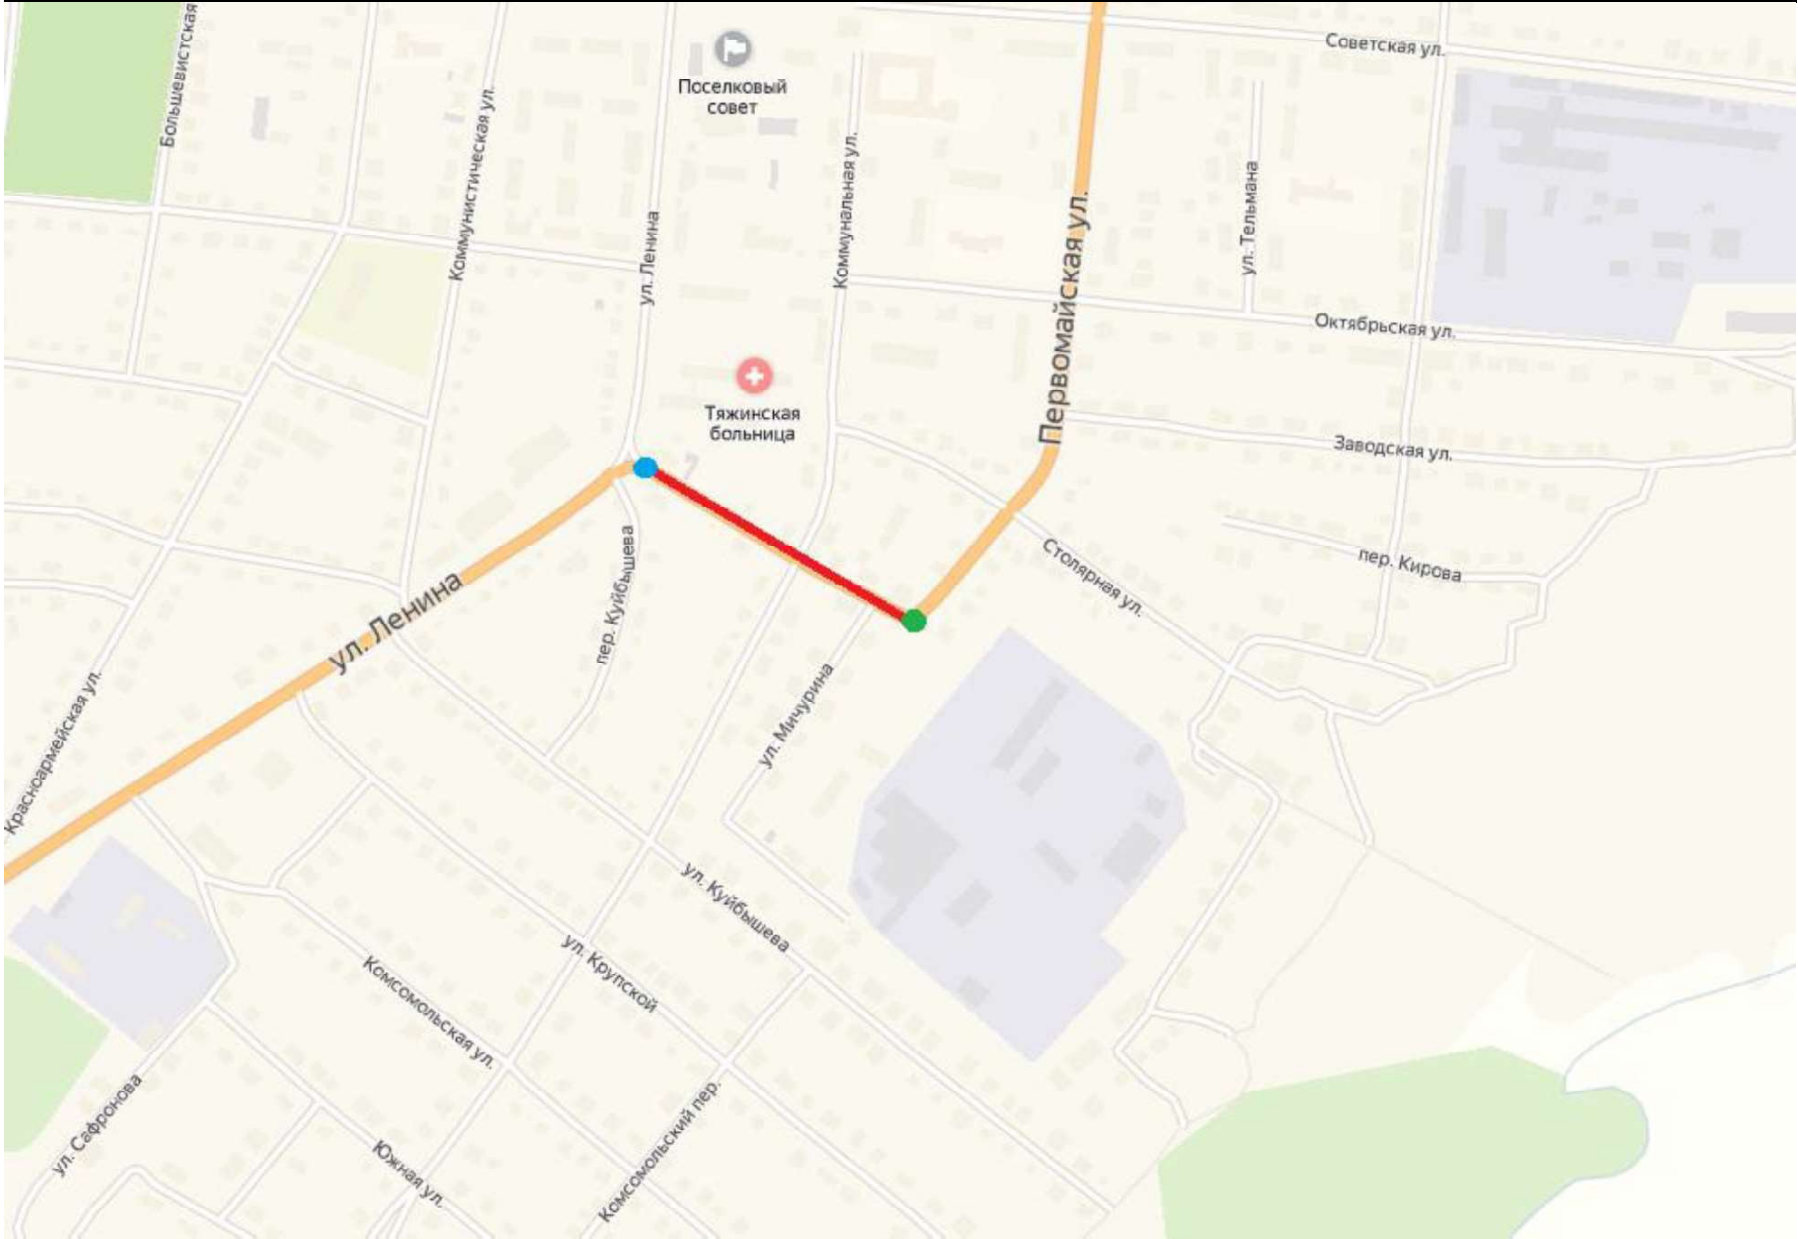 Большевистская
Коммунистическая ул.
Поселковый
совет
ул. Ленина
Коммунальная ул.
Первомайская ул.
Советская ул.
ул. Тельмана
Октябрьская ул.
Тяжинская
больница
Заводская ул.
пер. Кирова
Столярная ул.
ул. Ленина
пер. Куйбышева
ул. Мичурина
Красноармейская ул.
ул. Куйбышева
ул. Крупской
Комсомольская ул.
ул. Сафронова
Южная ул.
Комсомольский пер.